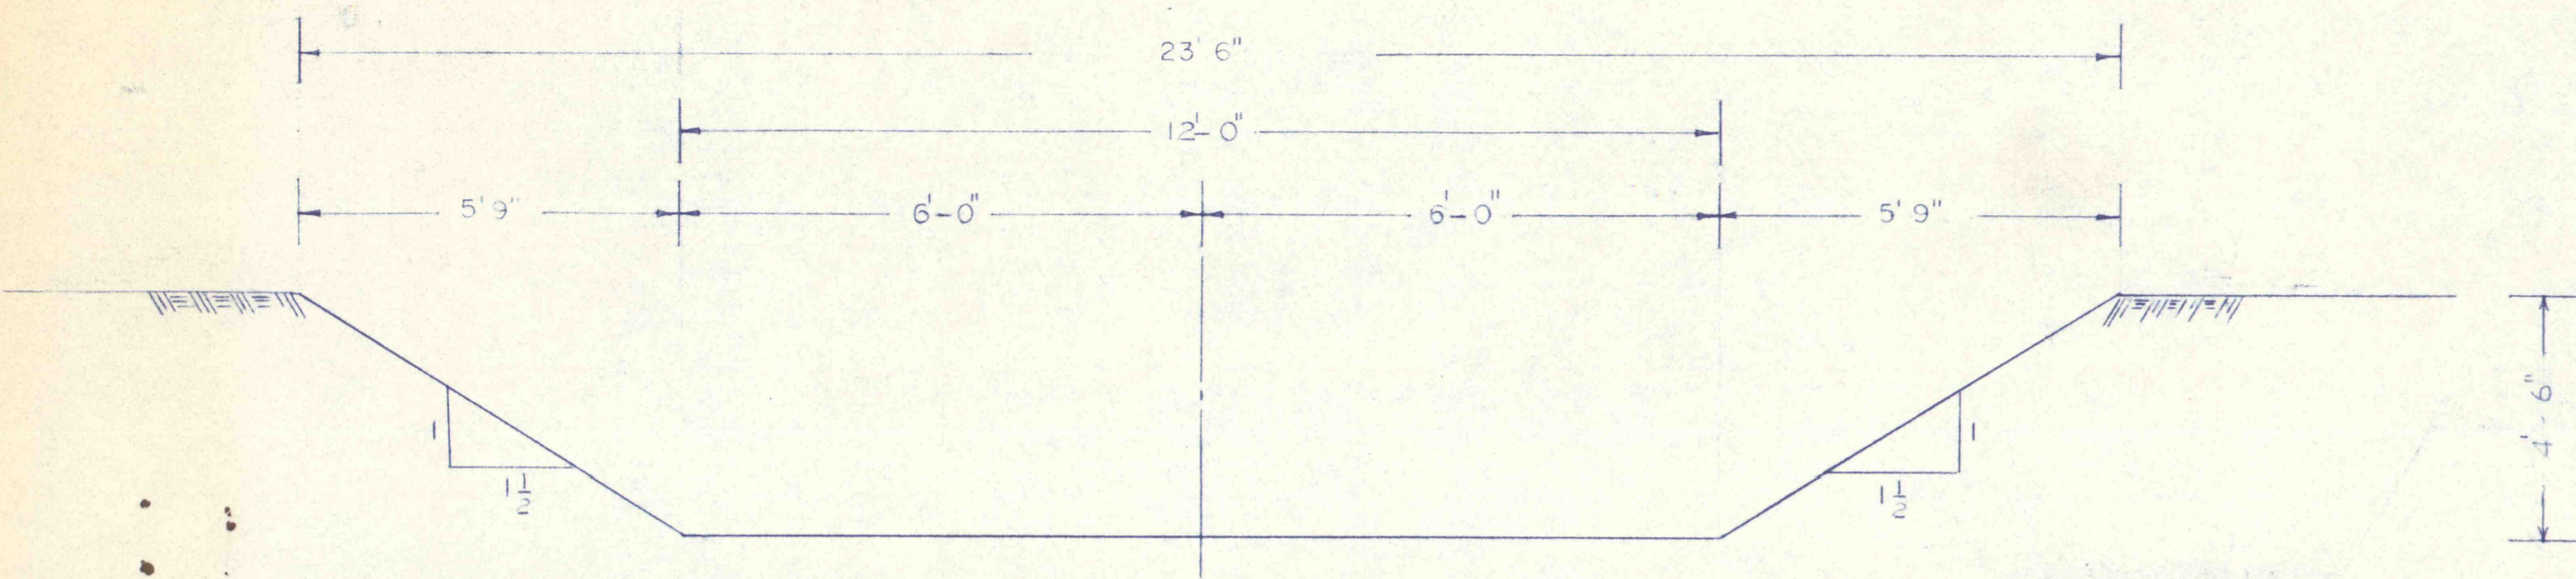 23' 6"
12'-0"
5' 9" 6'-0" 6'-0" 5' 9"
1 1
1 1/2 1 1/2
4'-6"